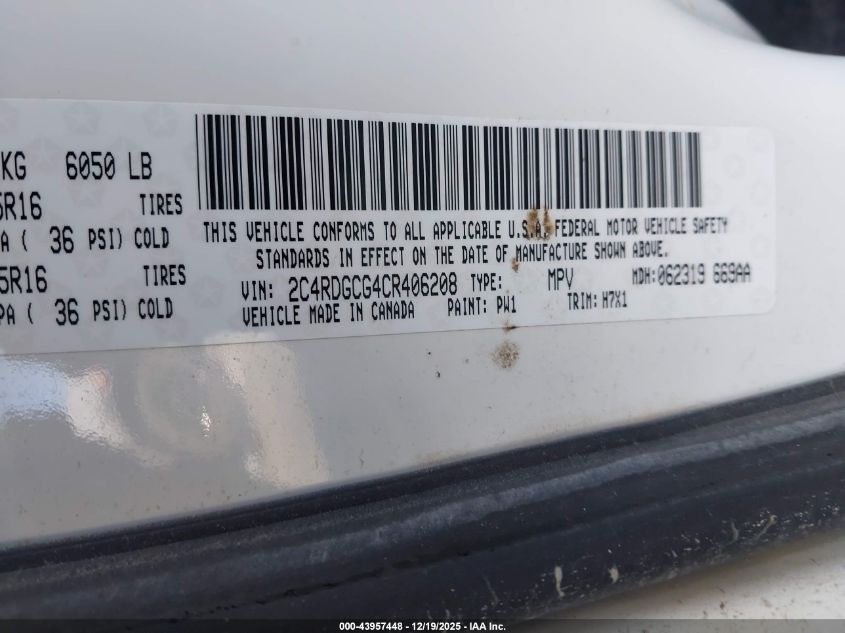 KG 6050 LB
5R16 TIRES
A ( 36 PSI) COLD
5R16 TIRES
PA ( 36 PSI) COLD
THIS VEHICLE CONFORMS TO ALL APPLICABLE U.S.A. FEDERAL MOTOR VEHICLE SAFETY
STANDARDS IN EFFECT ON THE DATE OF MANUFACTURE SHOWN ABOVE.
VIN: 2C4RDGCG4CR406208 TYPE: MPV MDH: 062319 669AA
VEHICLE MADE IN CANADA PAINT: PW1 TRIM: H7X1
000-43957448 - 12/19/2025 - IAA Inc.